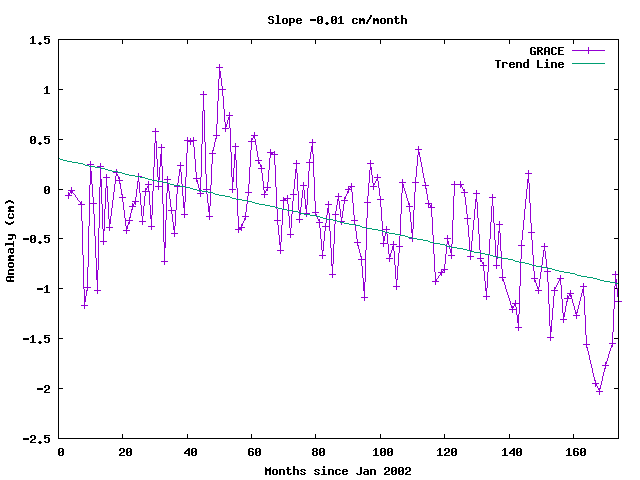 Slope -0.01 cm/month
GRACE
Trend Line
1.5
1
0.5
0
-0.5
-1
-1.5
-2
-2.5
Anomaly (cm)
0 20 40 60 80 100 120 140 160
Months since Jan 2002